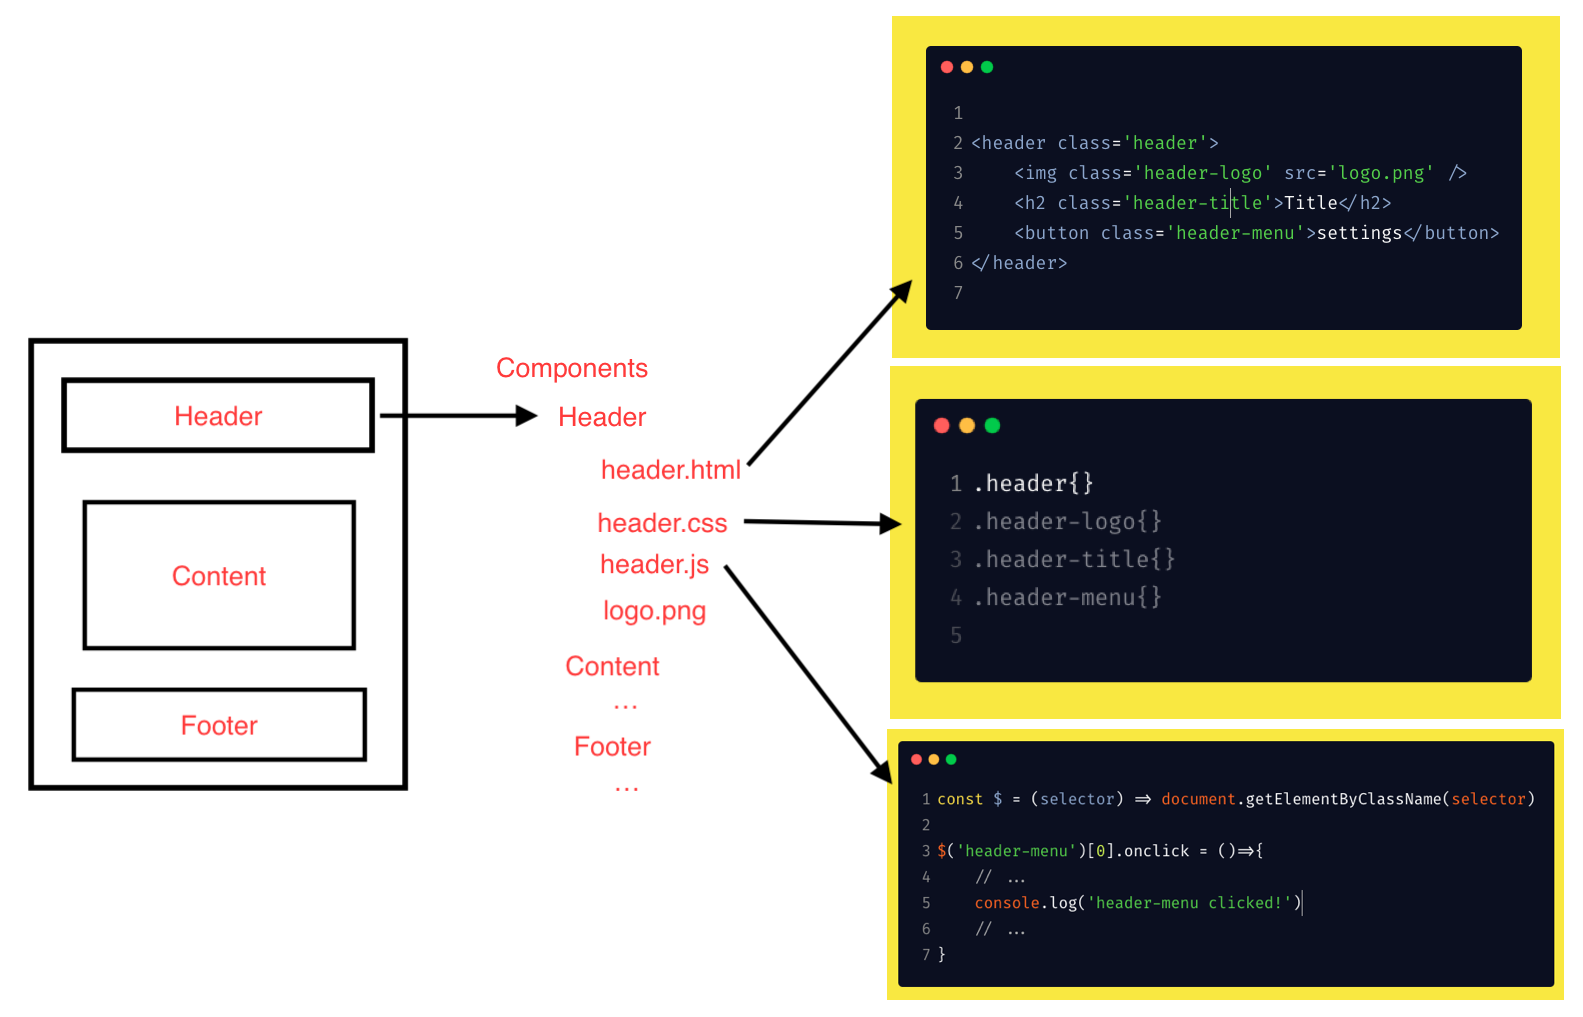 Header
Content
Footer
Components
Header
header.html
header.css
header.js
logo.png
Content
...
Footer
...
1
2 <header class='header'>
3     <img class='header-logo' src='logo.png' />
4     <h2 class='header-title'>Title</h2>
5     <button class='header-menu'>settings</button>
6 </header>
7
1 .header{}
2 .header-logo{}
3 .header-title{}
4 .header-menu{}
5
1 const $ = (selector) => document.getElementByClassName(selector)
2
3 $('header-menu')[0].onclick = ()=>{
4     // ...
5     console.log('header-menu clicked!')
6     // ...
7 }